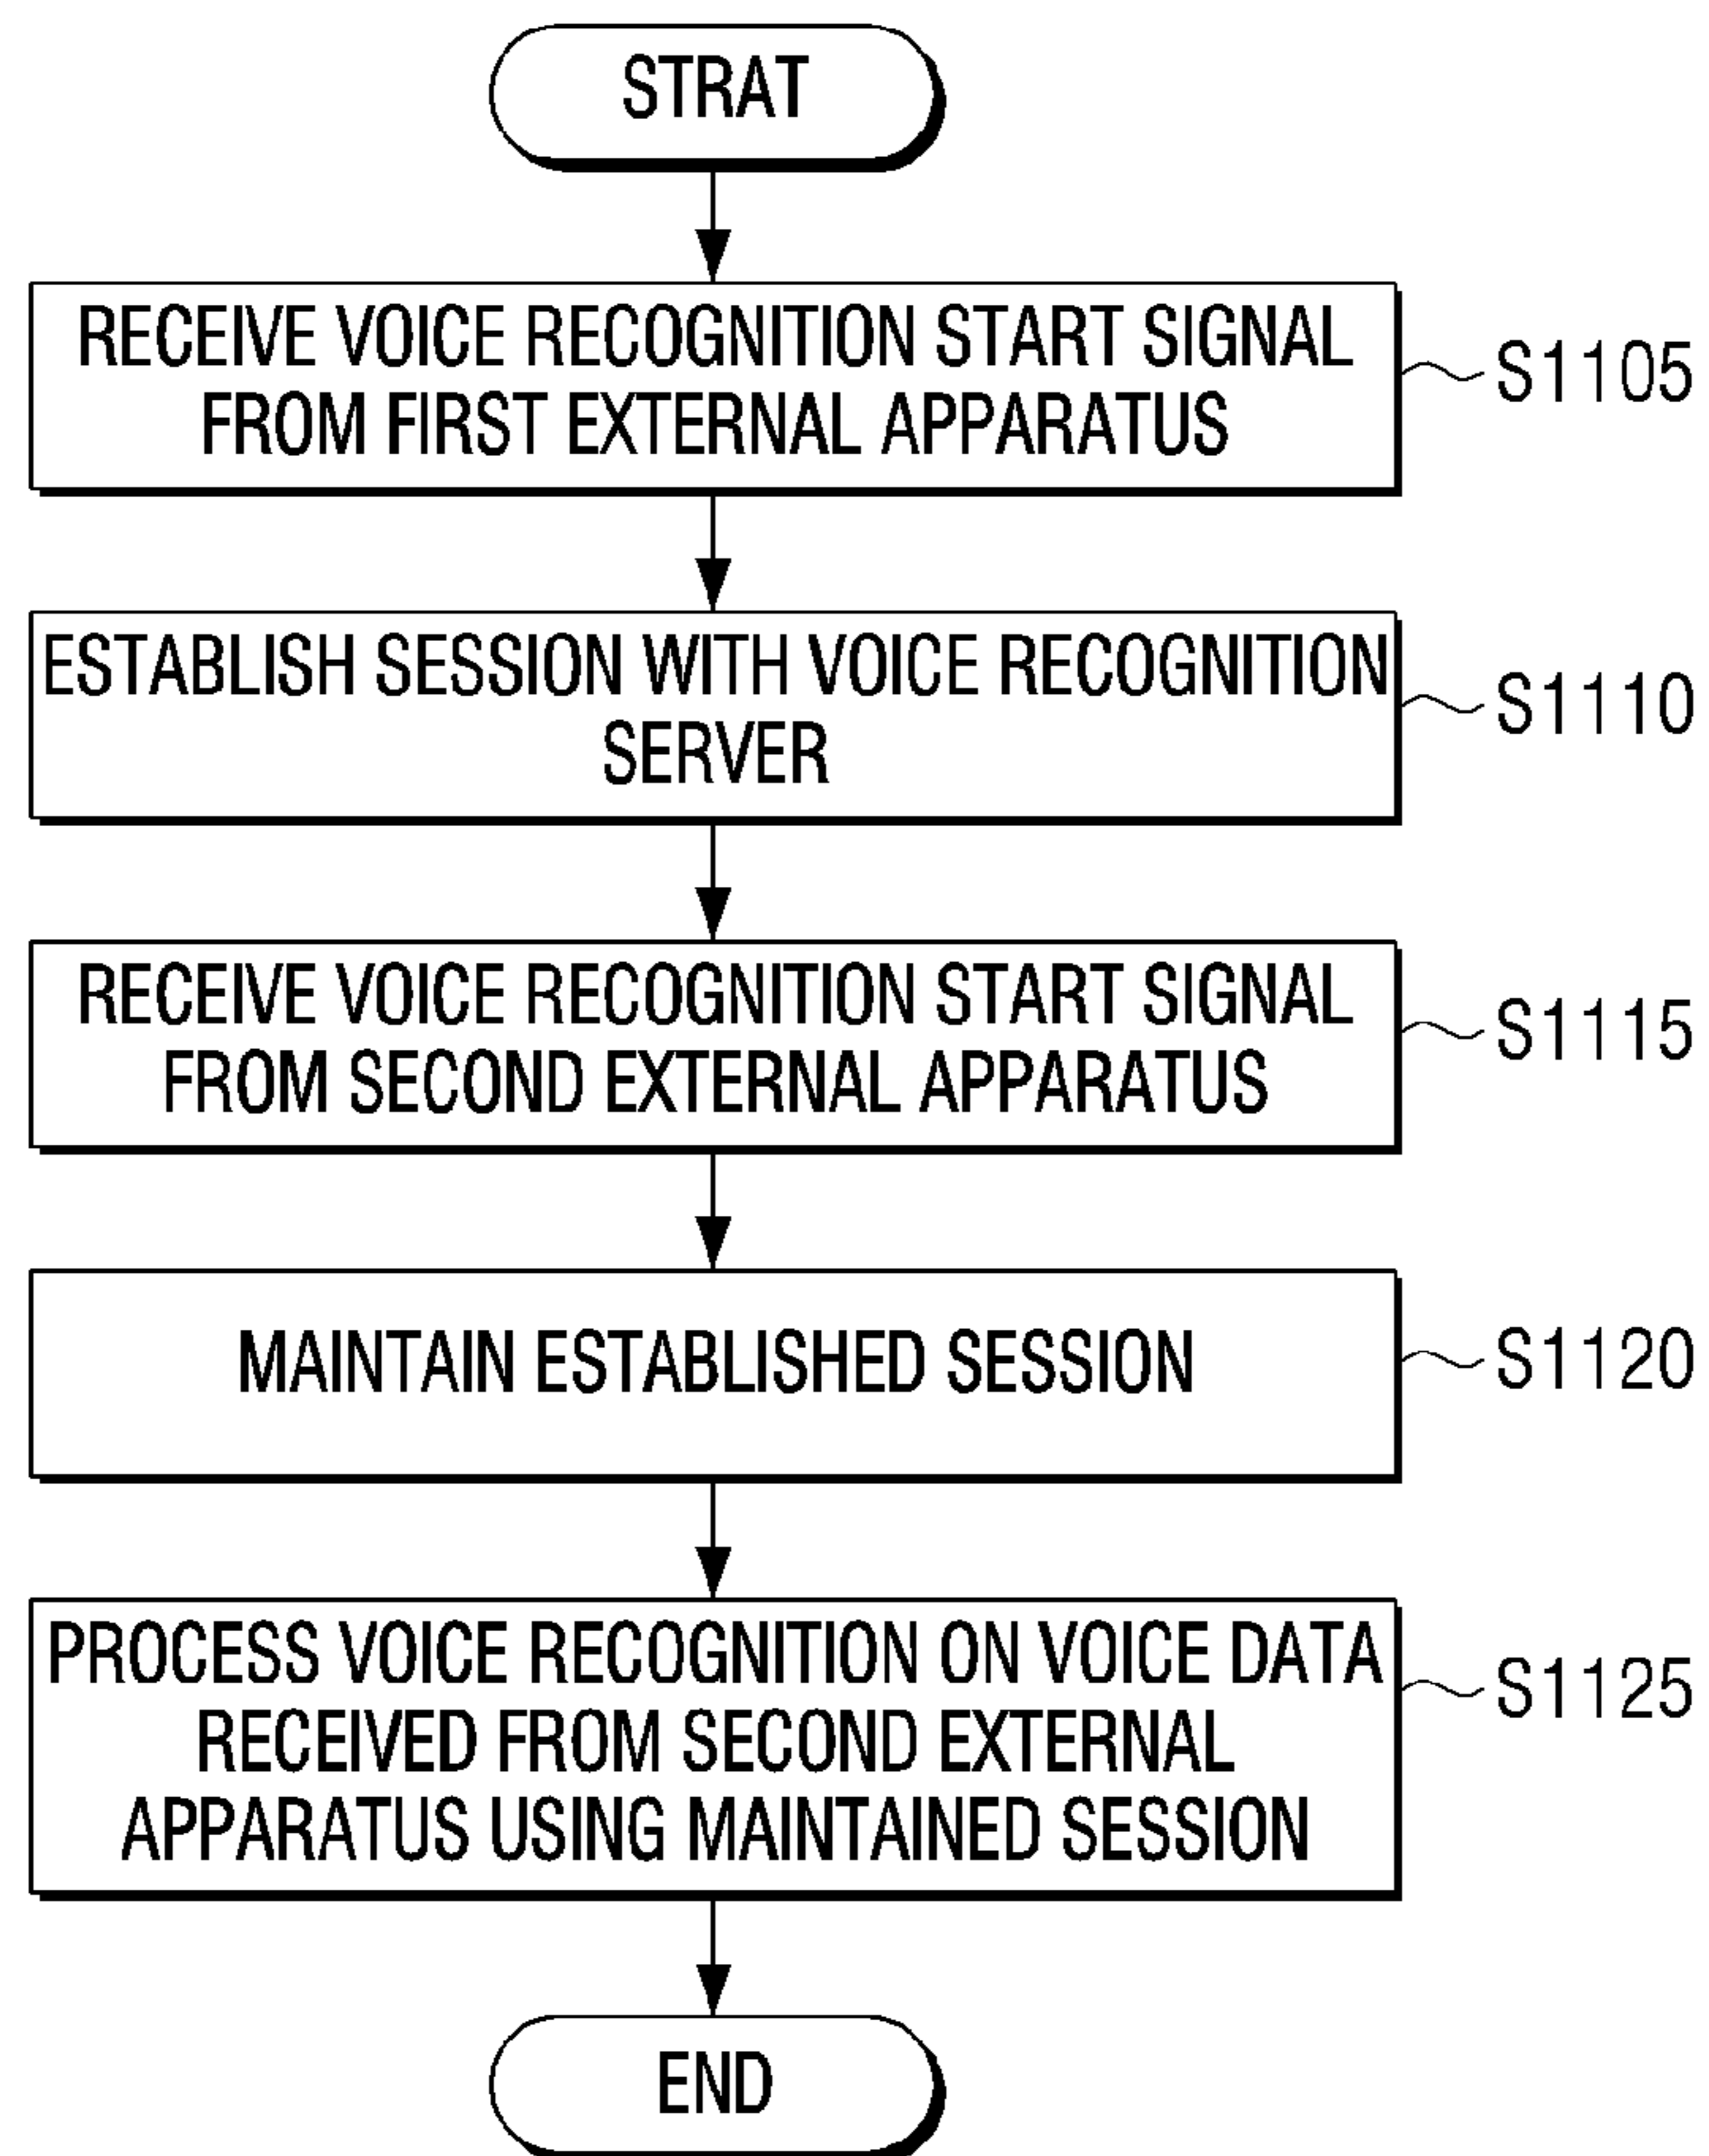 STRAT
RECEIVE VOICE RECOGNITION START SIGNAL
FROM FIRST EXTERNAL APPARATUS
S1105
ESTABLISH SESSION WITH VOICE RECOGNITION
SERVER
S1110
RECEIVE VOICE RECOGNITION START SIGNAL
FROM SECOND EXTERNAL APPARATUS
S1115
MAINTAIN ESTABLISHED SESSION
S1120
PROCESS VOICE RECOGNITION ON VOICE DATA
RECEIVED FROM SECOND EXTERNAL
APPARATUS USING MAINTAINED SESSION
S1125
END